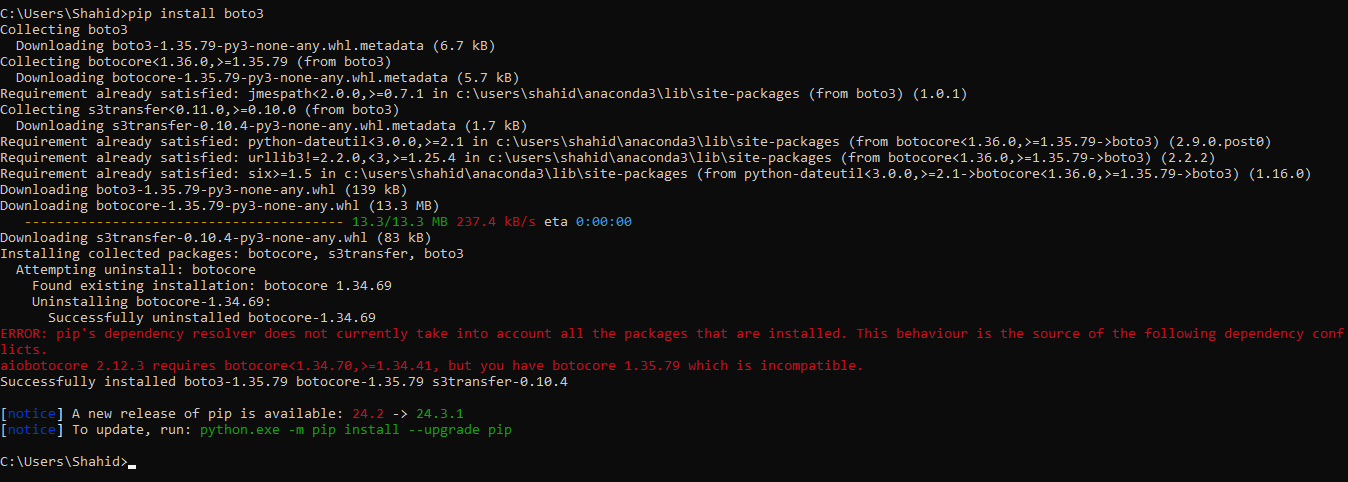 C:\Users\Shahid>pip install boto3
Collecting boto3
  Downloading boto3-1.35.79-py3-none-any.whl.metadata (6.7 kB)
Collecting botocore<1.36.0,>=1.35.79 (from boto3)
  Downloading botocore-1.35.79-py3-none-any.whl.metadata (5.7 kB)
Requirement already satisfied: jmespath<2.0.0,>=0.7.1 in c:\users\shahid\anaconda3\lib\site-packages (from boto3) (1.0.1)
Collecting s3transfer<0.11.0,>=0.10.0 (from boto3)
  Downloading s3transfer-0.10.4-py3-none-any.whl.metadata (1.7 kB)
Requirement already satisfied: python-dateutil<3.0.0,>=2.1 in c:\users\shahid\anaconda3\lib\site-packages (from botocore<1.36.0,>=1.35.79->boto3) (2.9.0.post0)
Requirement already satisfied: urllib3!=2.2.0,<3,>=1.25.4 in c:\users\shahid\anaconda3\lib\site-packages (from botocore<1.36.0,>=1.35.79->boto3) (2.2.2)
Requirement already satisfied: six>=1.5 in c:\users\shahid\anaconda3\lib\site-packages (from python-dateutil<3.0.0,>=2.1->botocore<1.36.0,>=1.35.79->boto3) (1.16.0)
Downloading boto3-1.35.79-py3-none-any.whl (139 kB)
Downloading botocore-1.35.79-py3-none-any.whl (13.3 MB)
   ---------------------------------------- 13.3/13.3 MB 237.4 kB/s eta 0:00:00
Downloading s3transfer-0.10.4-py3-none-any.whl (83 kB)
Installing collected packages: botocore, s3transfer, boto3
  Attempting uninstall: botocore
    Found existing installation: botocore 1.34.69
    Uninstalling botocore-1.34.69:
      Successfully uninstalled botocore-1.34.69
ERROR: pip's dependency resolver does not currently take into account all the packages that are installed. This behaviour is the source of the following dependency conf
licts.
aiobotocore 2.12.3 requires botocore<1.34.70,>=1.34.41, but you have botocore 1.35.79 which is incompatible.
Successfully installed boto3-1.35.79 botocore-1.35.79 s3transfer-0.10.4
[notice] A new release of pip is available: 24.2 -> 24.3.1
[notice] To update, run: python.exe -m pip install --upgrade pip
C:\Users\Shahid>